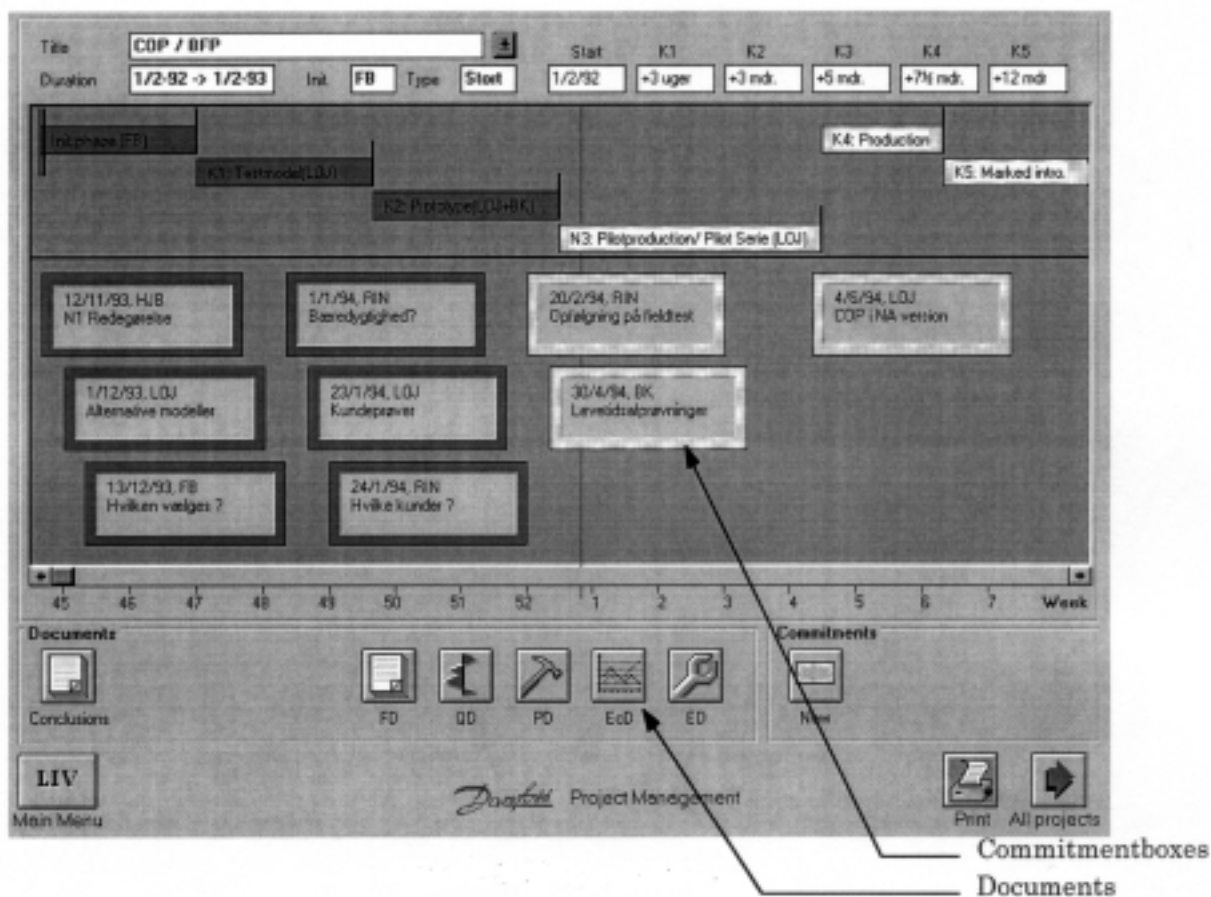 Title COP / BFP Start K1 K2 K3 K4 K5
Duration 1/2-92 -> 1/2-93 Init. FB Type Stort 1/2/92 +3 uger +3 mdr. +5 mdr. +7½ mdr. +12 mdr
Init.phase (FB)
K4: Production
K1: Testmodel(LOJ)
K5: Marked intro.
K2: Prototype(LOJ+BK)
N3: Pilotproduction/ Pilot Serie (LOJ)
12/11/93, HJB
N1 Redegørelse
1/1/94, RIN
Bæredygtighed?
20/2/94, RIN
Opfølgning på fieldtest
4/6/94, LOJ
COP i NA version
1/12/93, LOJ
Alternative modeller
23/1/94, LOJ
Kundeprøver
30/4/94, BK
Levetidsafprøvninger
13/12/93, FB
Hvilken vælges ?
24/1/94, RIN
Hvilke kunder ?
45 46 47 48 49 50 51 52 1 2 3 4 5 6 7 Week
Documents Commitments
Conclusions FD QD PD EcD ED New
LIV
Danfoss Project Management
Main Menu Print All projects
Commitmentboxes
Documents